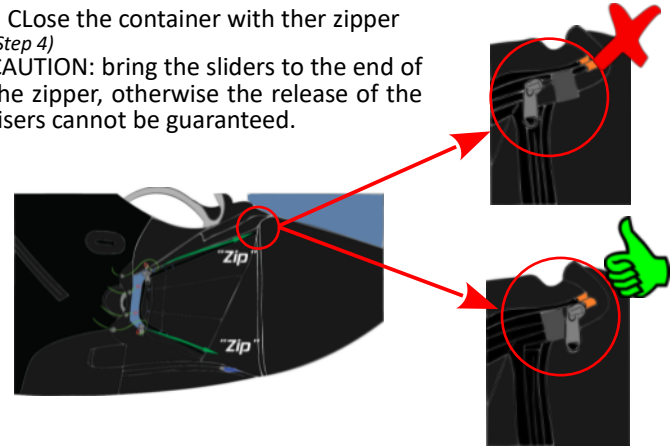 CLose the container with ther zipper
Step 4)
CAUTION: bring the sliders to the end of
he zipper, otherwise the release of the
isers cannot be guaranteed.
"Zip"
"Zip"